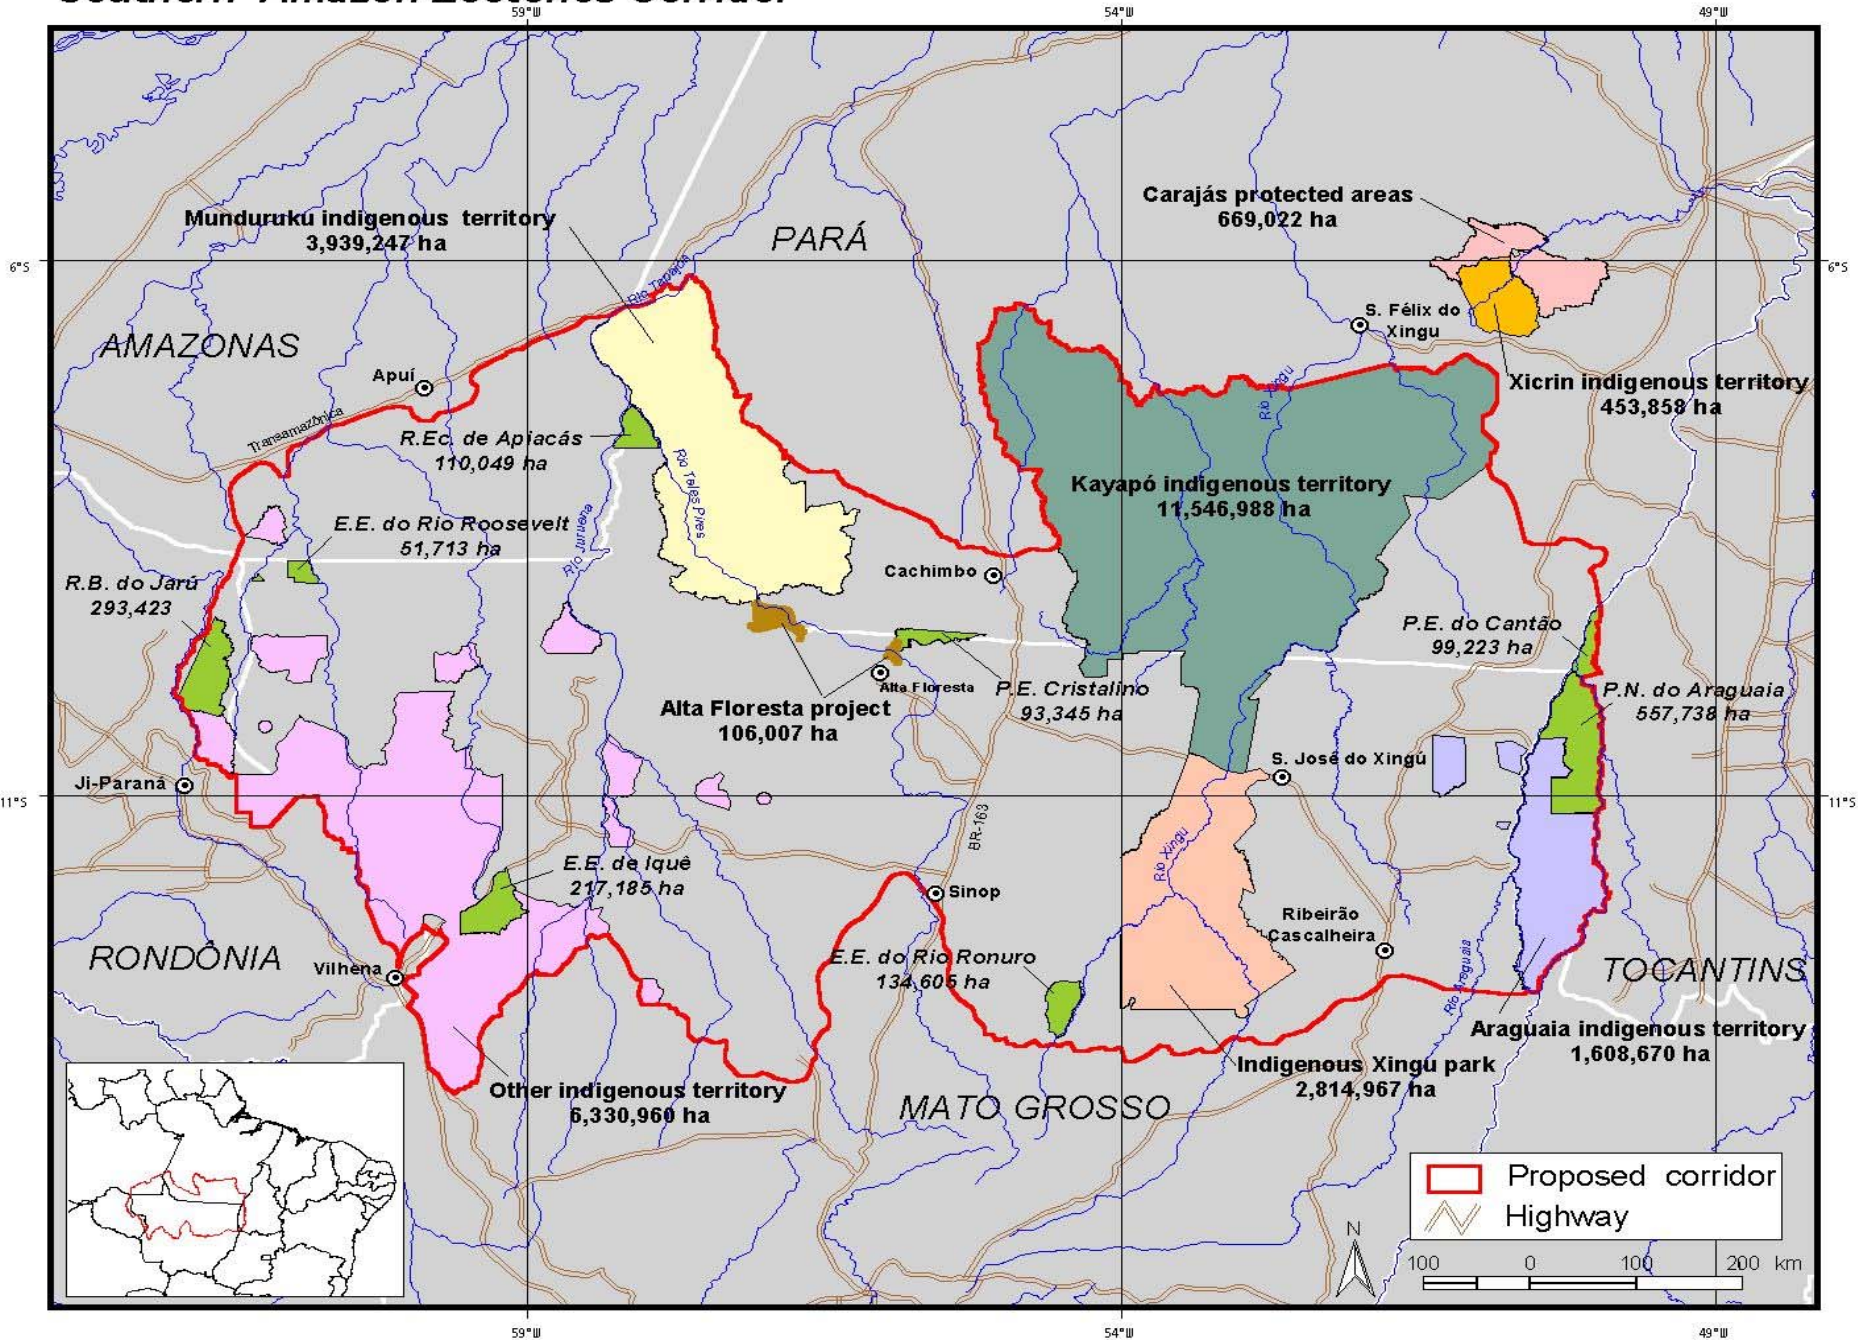 59°W
54°W
49°W
Carajás protected areas
669,022 ha
Munduruku indigenous territory
3,939,247 ha
PARÁ
6°S
6°S
Rio Tapajós
S. Félix do
Xingu
AMAZONAS
Apuí
Rio Xingu
Xicrin indigenous territory
453,858 ha
Transamazônica
R.Ec. de Apiacás
110,049 ha
Rio Teles Pires
Kayapó indigenous territory
11,546,988 ha
E.E. do Rio Roosevelt
51,713 ha
Rio Juruena
R.B. do Jarú
293,423
Cachimbo
P.E. do Cantão
99,223 ha
Alta Floresta
P.E. Cristalino
93,345 ha
P.N. do Araguaia
557,738 ha
Alta Floresta project
106,007 ha
Ji-Paraná
S. José do Xingú
11°S
11°S
BR-163
Rio Xingu
E.E. de Iquê
217,185 ha
Sinop
Ribeirão
Cascalheira
RONDÔNIA
Vilhena
E.E. do Rio Ronuro
134,605 ha
Rio Araguaia
TOCANTINS
Araguaia indigenous territory
1,608,670 ha
Indigenous Xingu park
2,814,967 ha
Other indigenous territory
6,330,960 ha
MATO GROSSO
Proposed corridor
Highway
N
100 0 100 200 km
59°W
54°W
49°W